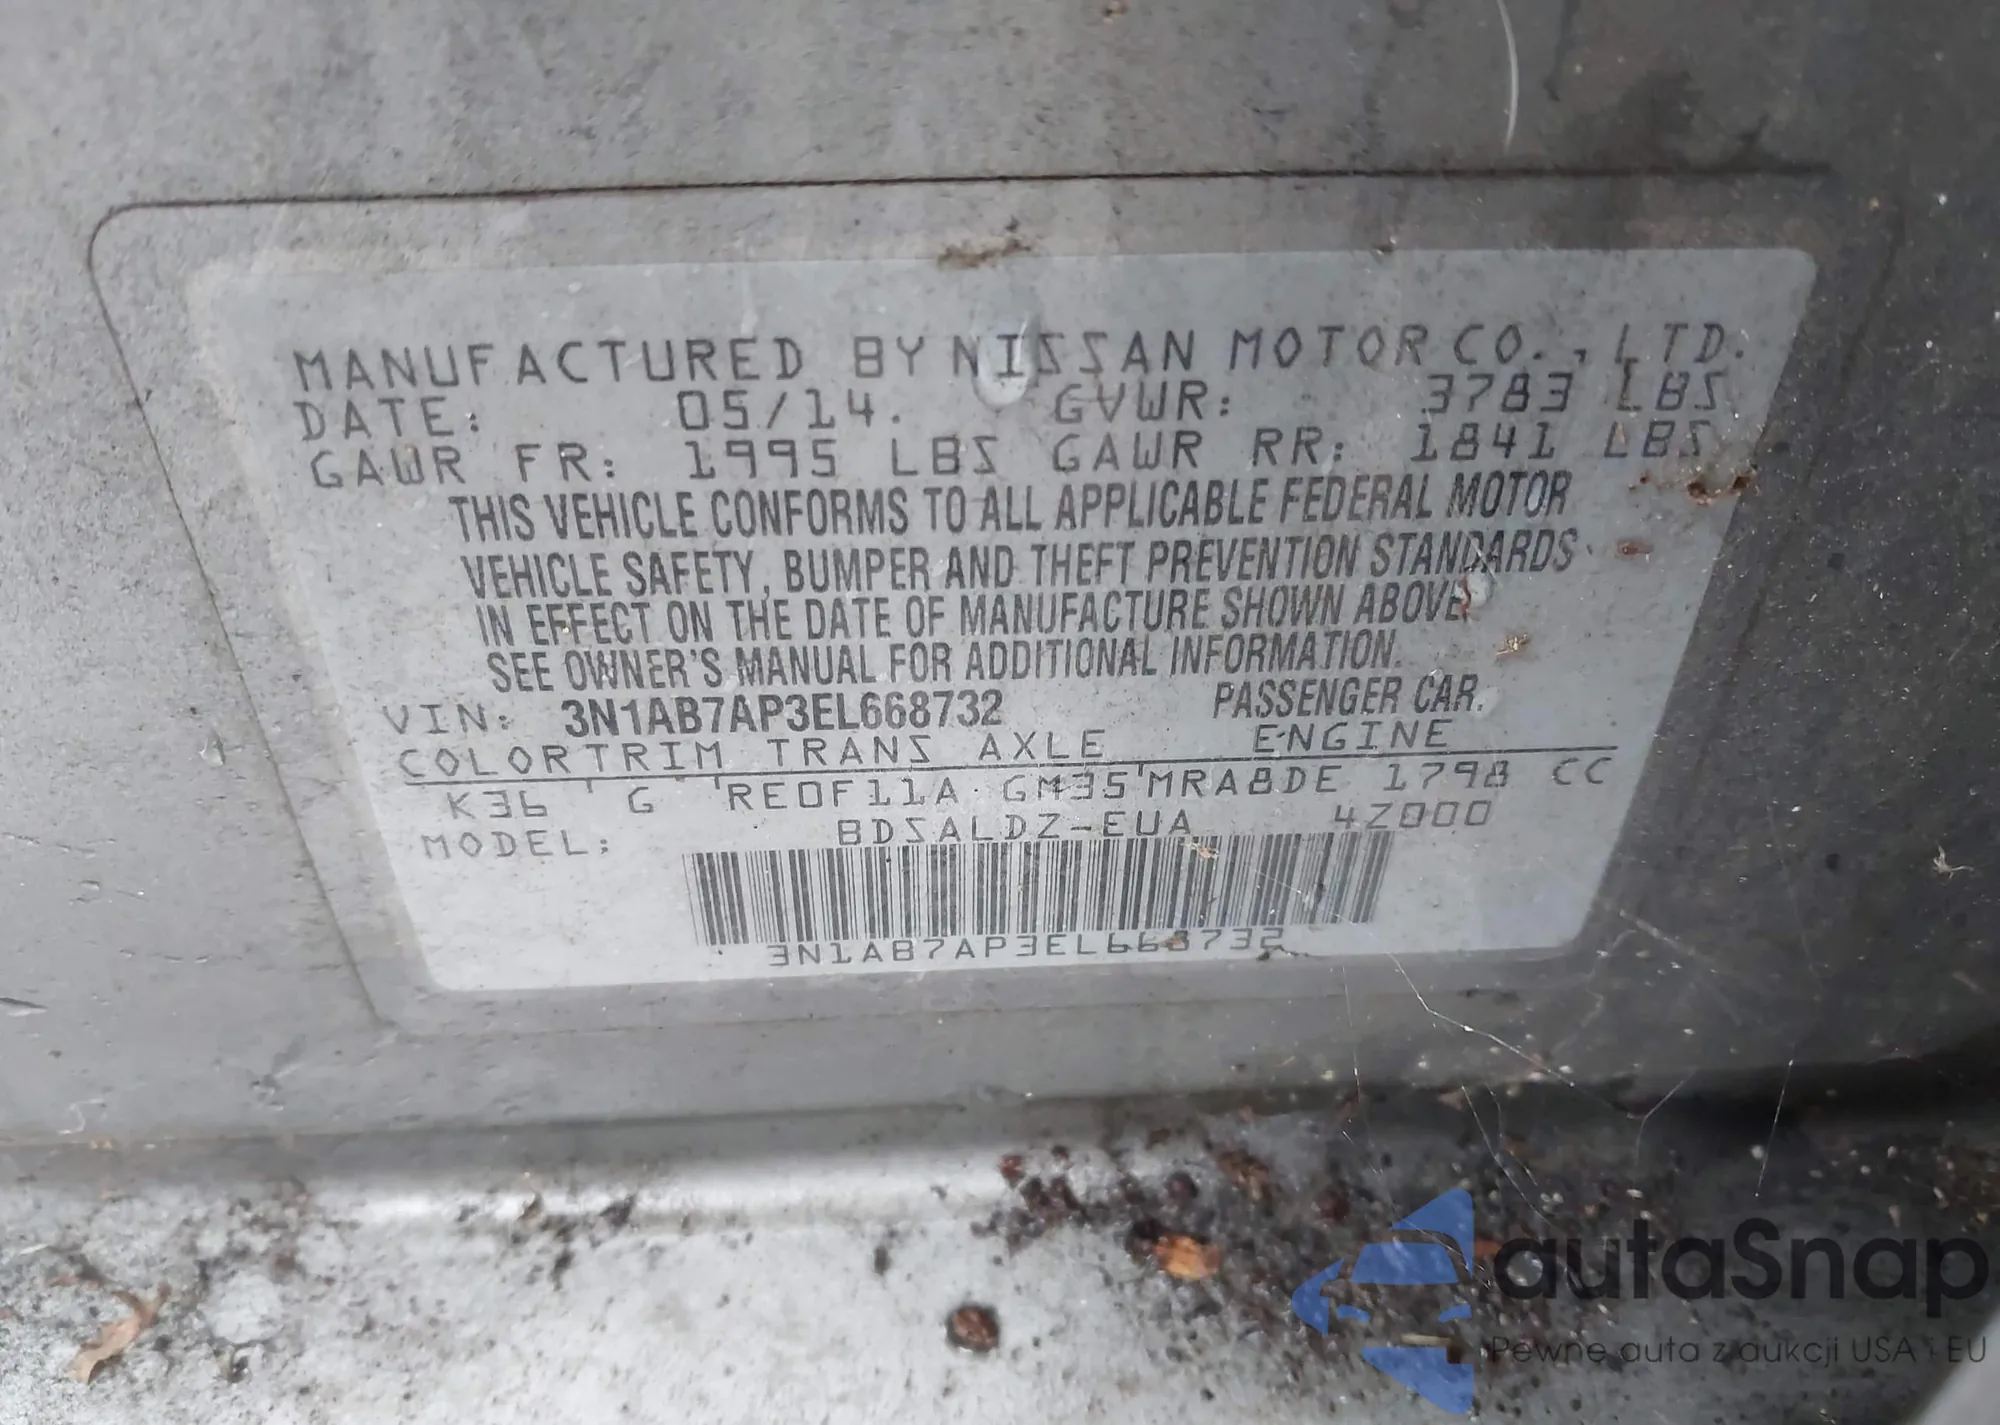 MANUFACTURED BY NISSAN MOTOR CO., LTD.
DATE: 05/14. GVWR: 3783 LBS
GAWR FR: 1995 LBS GAWR RR: 1841 LBS
THIS VEHICLE CONFORMS TO ALL APPLICABLE FEDERAL MOTOR
VEHICLE SAFETY, BUMPER AND THEFT PREVENTION STANDARDS
IN EFFECT ON THE DATE OF MANUFACTURE SHOWN ABOVE.
SEE OWNER'S MANUAL FOR ADDITIONAL INFORMATION.
VIN: 3N1AB7AP3EL668732 PASSENGER CAR.
COLOR TRIM TRANS AXLE ENGINE
K36 G RE0F11A GM35 MRA8DE 1798 CC
MODEL: BDSALDZ-EUA 4Z000
3N1AB7AP3EL668732
autaSnap
Pewne auta z aukcji USA i EU